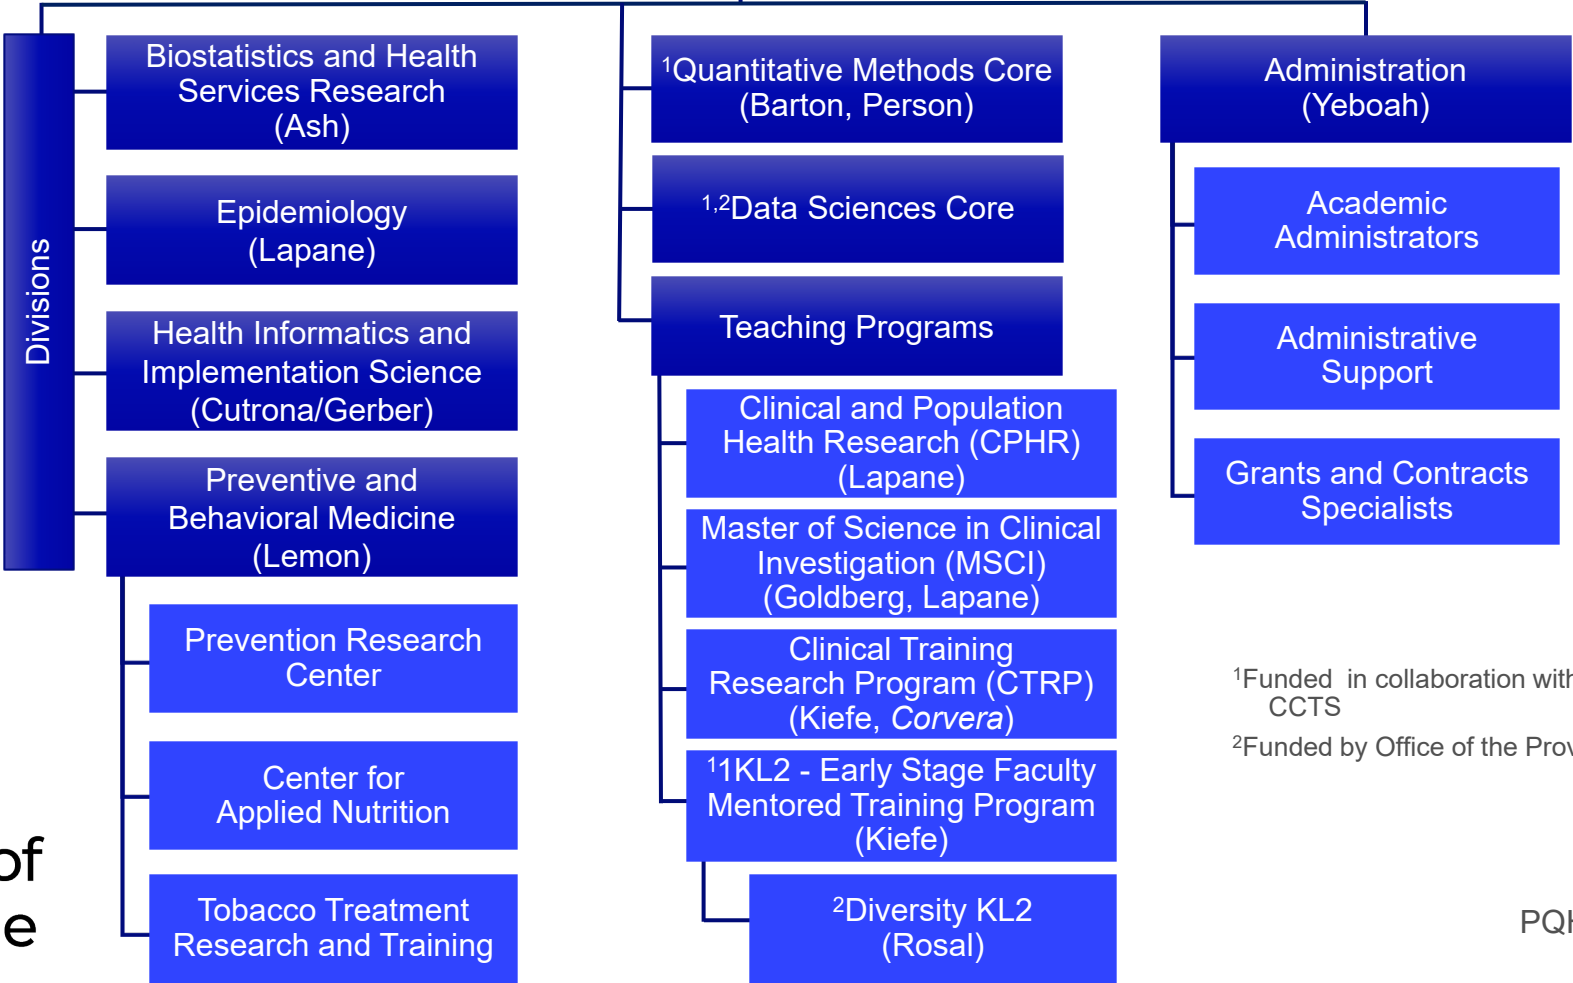 Divisions
Biostatistics and Health
Services Research
(Ash)
Epidemiology
(Lapane)
Health Informatics and
Implementation Science
(Cutrona/Gerber)
Preventive and
Behavioral Medicine
(Lemon)
Prevention Research
Center
Center for
Applied Nutrition
Tobacco Treatment
Research and Training
¹Quantitative Methods Core
(Barton, Person)
¹,²Data Sciences Core
Teaching Programs
Clinical and Population
Health Research (CPHR)
(Lapane)
Master of Science in Clinical
Investigation (MSCI)
(Goldberg, Lapane)
Clinical Training
Research Program (CTRP)
(Kiefe, Corvera)
¹1KL2 - Early Stage Faculty
Mentored Training Program
(Kiefe)
²Diversity KL2
(Rosal)
Administration
(Yeboah)
Academic
Administrators
Administrative
Support
Grants and Contracts
Specialists
¹Funded in collaboration with
CCTS
²Funded by Office of the
of